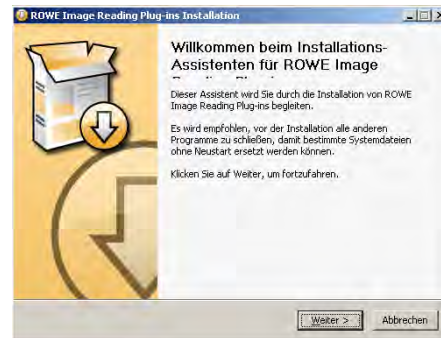 ROWE Image Reading Plug-ins Installation
Willkommen beim Installations-
Assistenten für ROWE Image
Dieser Assistent wird Sie durch die Installation von ROWE
Image Reading Plug-ins begleiten.
Es wird empfohlen, vor der Installation alle anderen
Programme zu schließen, damit bestimmte Systemdateien
ohne Neustart ersetzt werden können.
Klicken Sie auf Weiter, um fortzufahren.
Weiter >
Abbrechen